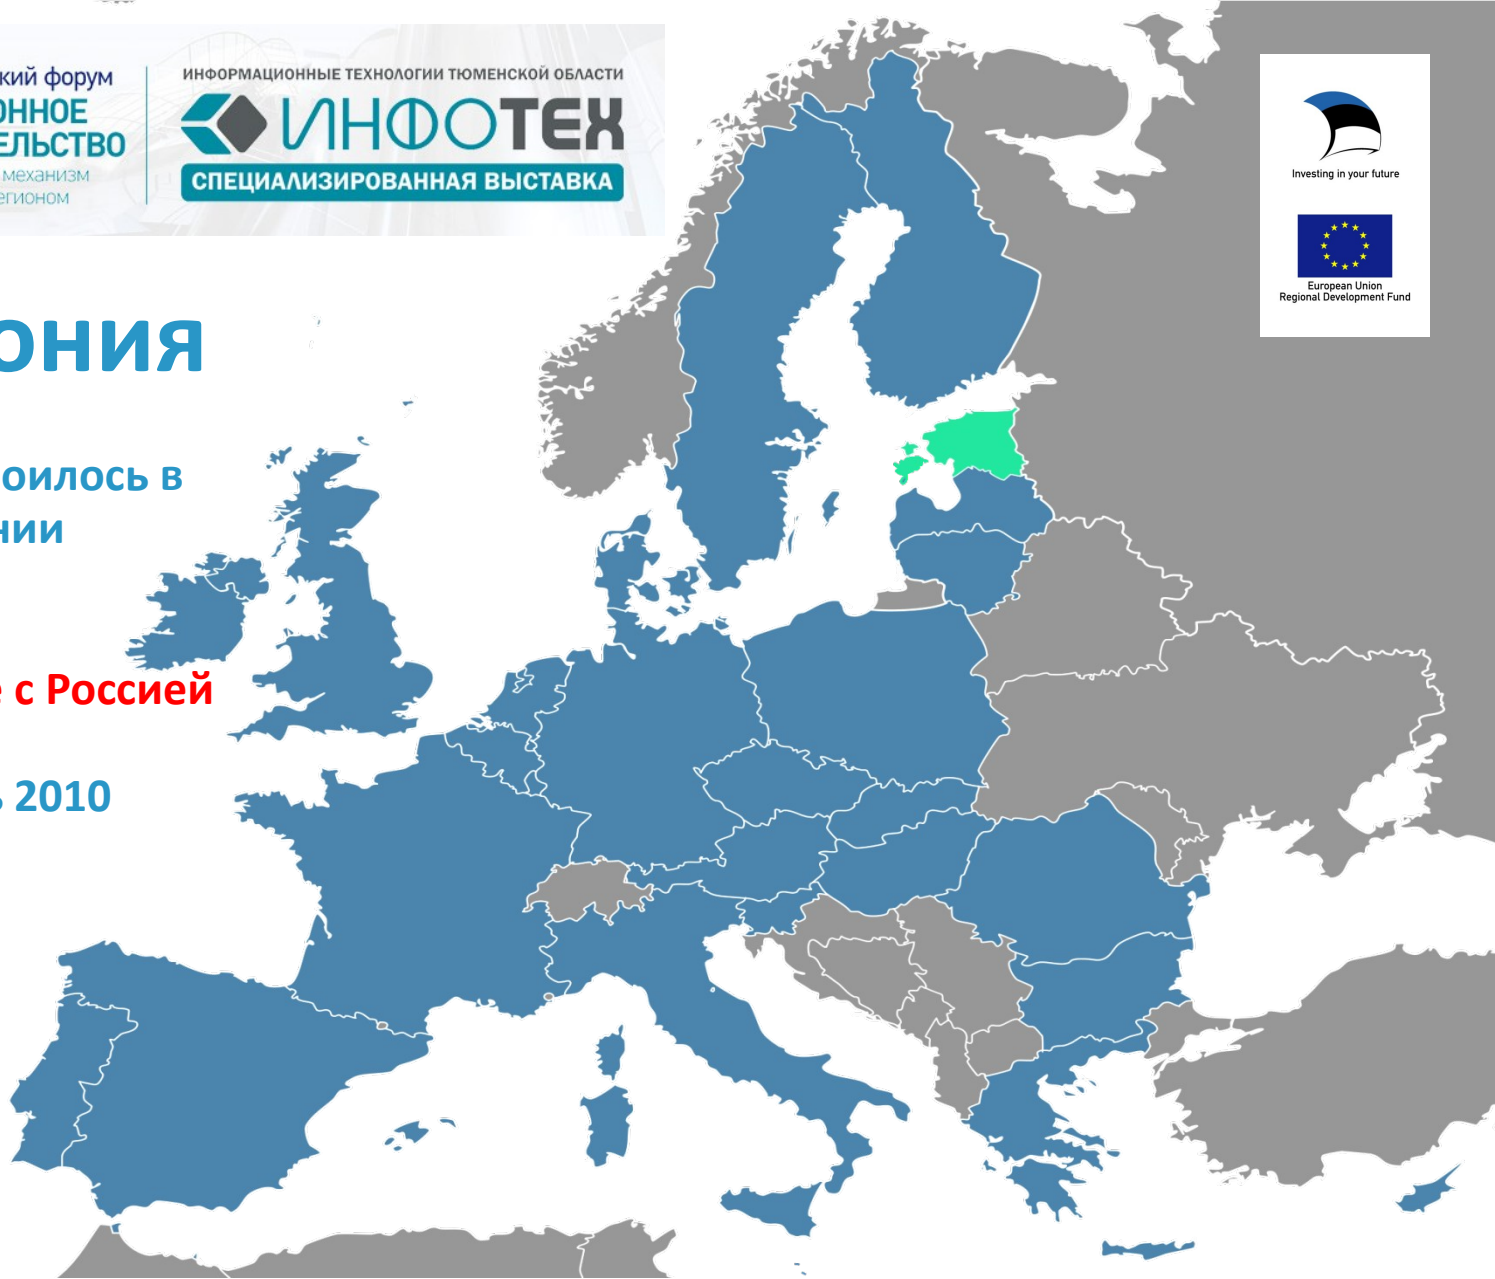 кий форум
ОННОЕ
ЕЛЬСТВО
механизм
егионом
ИНФОРМАЦИОННЫЕ ТЕХНОЛОГИИ ТЮМЕНСКОЙ ОБЛАСТИ
ИНФОТЕХ
СПЕЦИАЛИЗИРОВАННАЯ ВЫСТАВКА
Investing in your future
European Union
Regional Development Fund
ония
оилось в
нии
е с Россией
ь 2010